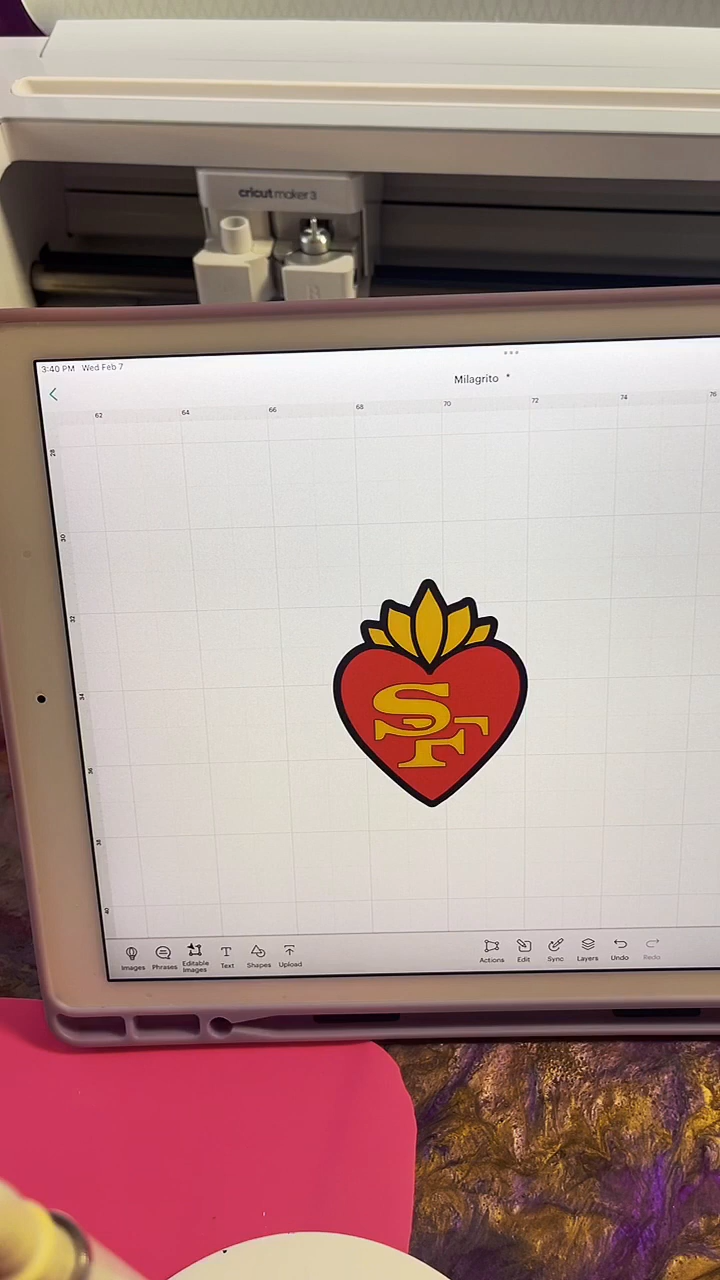 cricut maker 3
3:40 PM Wed Feb 7
Milagrito *
62 64 66 68 70 72 74 76
28
30
32
34
36
38
40
SF
Images Phrases Editable Images Text Shapes Upload Actions Edit Sync Layers Undo Redo